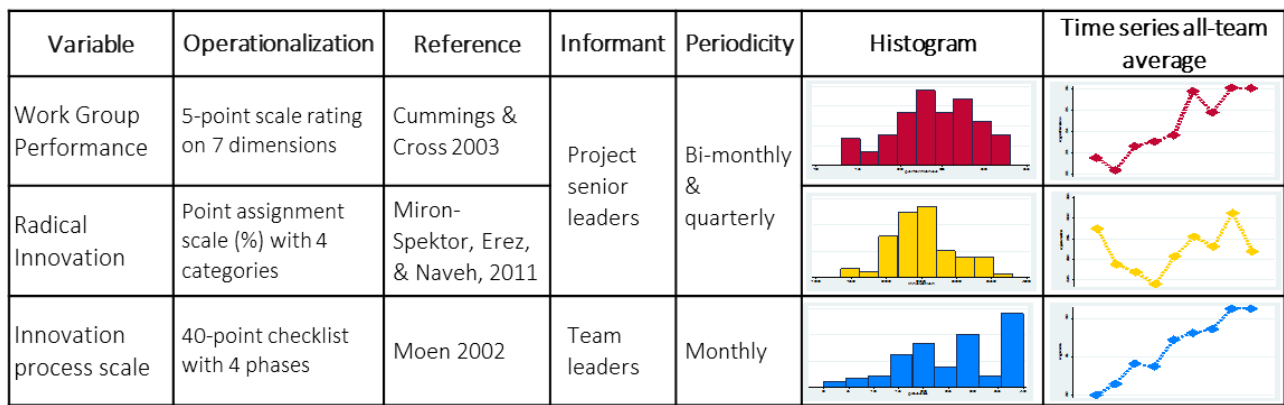 Variable
Operationalization
Reference
Informant
Periodicity
Histogram
Time series all-team
average
Work Group
Performance
5-point scale rating
on 7 dimensions
Cummings &
Cross 2003
Project
senior
leaders
Bi-monthly
&
quarterly
Radical
Innovation
Point assignment
scale (%) with 4
categories
Miron-
Spektor, Erez,
& Naveh, 2011
Innovation
process scale
40-point checklist
with 4 phases
Moen 2002
Team
leaders
Monthly